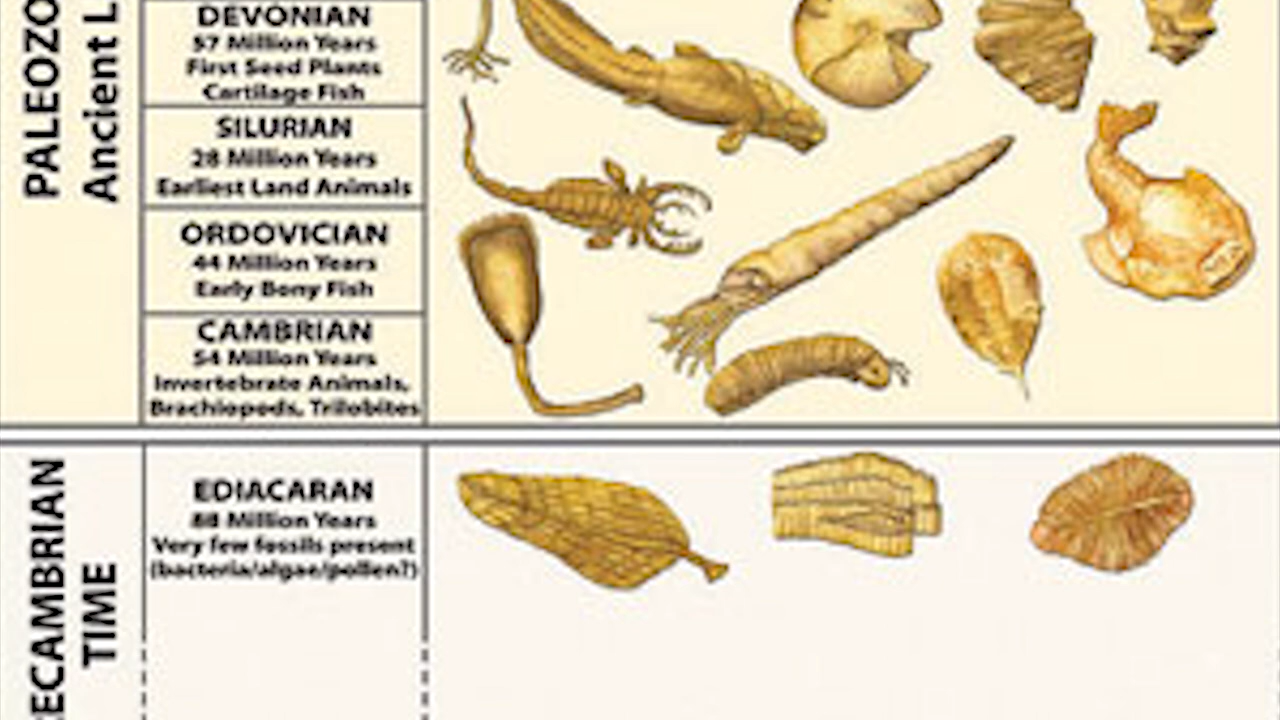 PALEOZO
Ancient L
DEVONIAN
57 Million Years
First Seed Plants
Cartilage Fish
SILURIAN
28 Million Years
Earliest Land Animals
ORDOVICIAN
44 Million Years
Early Bony Fish
CAMBRIAN
54 Million Years
Invertebrate Animals,
Brachiopods, Trilobites
ECAMBRIAN
TIME
EDIACARAN
88 Million Years
Very few fossils present
(bacteria/algae/pollen?)